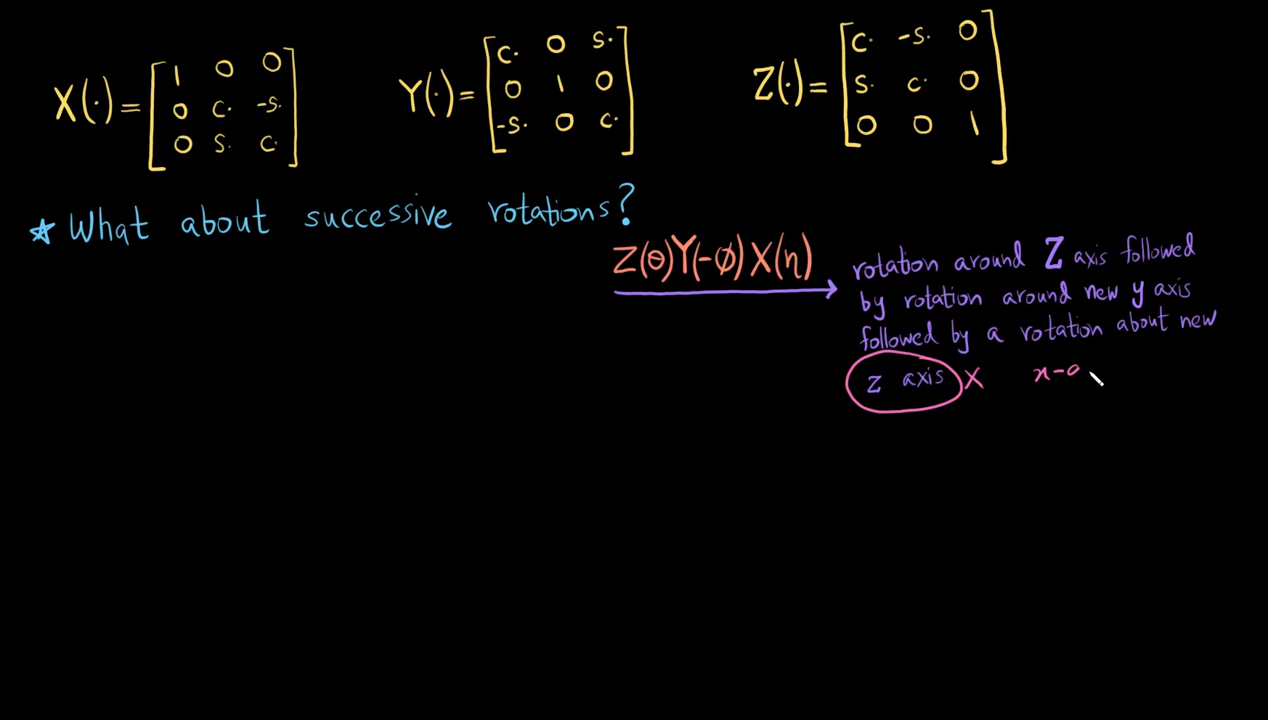 X(·) = [1 0 0
0 c. -s.
0 s. c.]
Y(·) = [c. 0 s.
0 1 0
-s. 0 c.]
Z(·) = [c. -s. 0
s. c. 0
0 0 1]
★ What about successive rotations?
Z(θ)Y(-ϕ)X(η)
rotation around Z axis followed
by rotation around new y axis
followed by a rotation about new
z axis X x-a